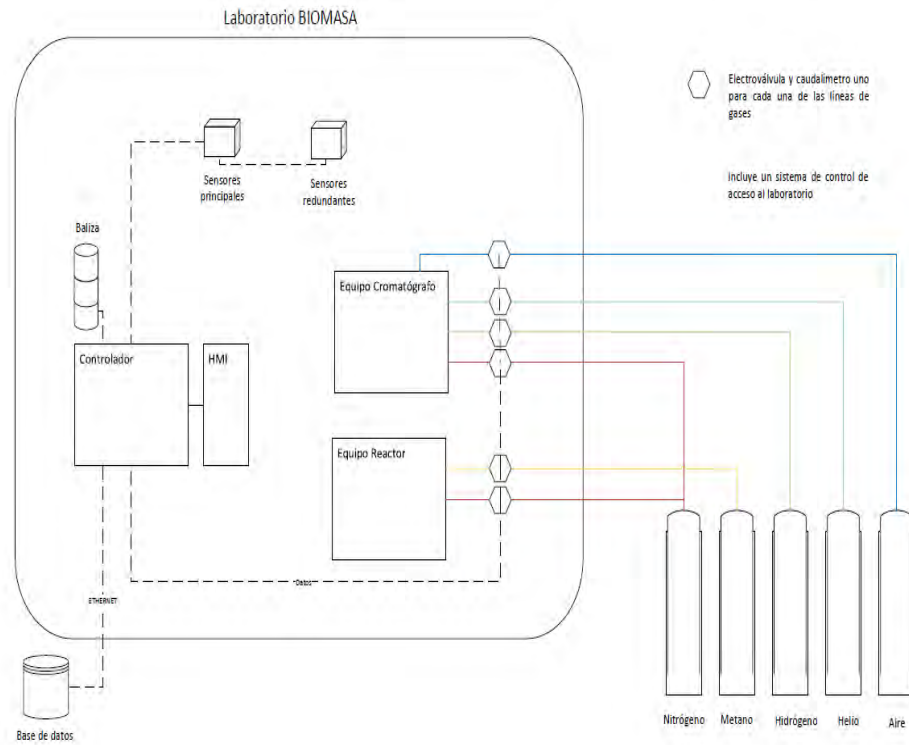 Laboratorio BIOMASA
Electroválvula y caudalímetro uno
para cada una de las líneas de
gases
Incluye un sistema de control de
acceso al laboratorio
Sensores
principales
Sensores
redundantes
Baliza
Equipo Cromatógrafo
Controlador
HMI
Equipo Reactor
Datos
ETHERNET
Base de datos
Nitrógeno
Metano
Hidrógeno
Helio
Aire